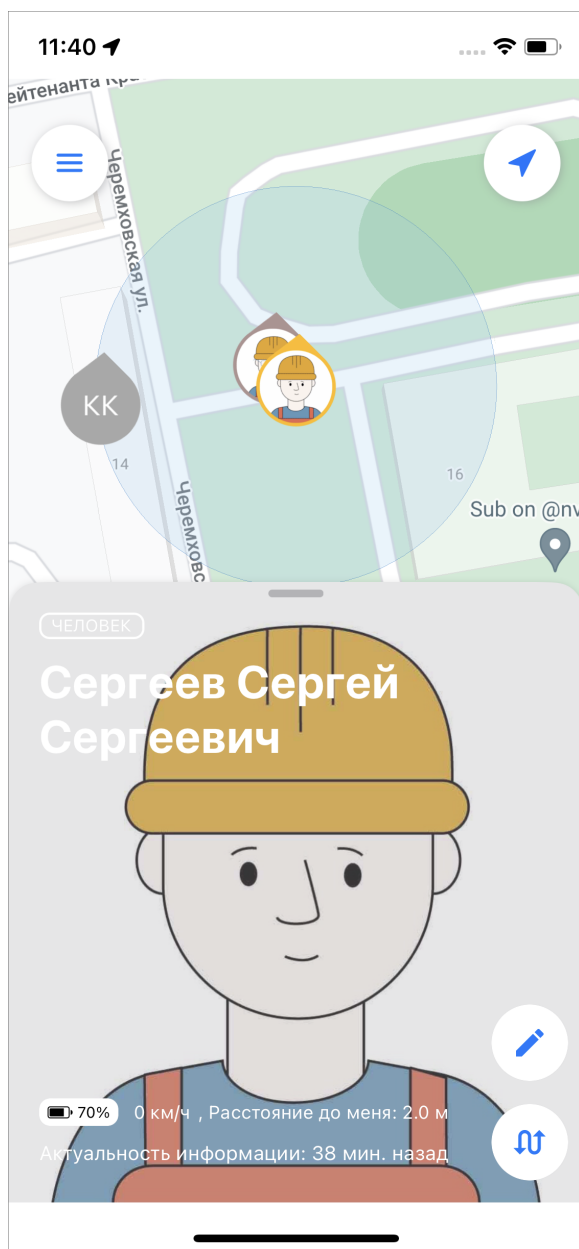 11:40
ейтенанта Кра
Черемховская ул.
КК
14
16
Черемховс
Sub on @nv
ЧЕЛОВЕК
Сергеев Сергей
Сергеевич
70% 0 км/ч , Расстояние до меня: 2.0 м
Актуальность информации: 38 мин. назад